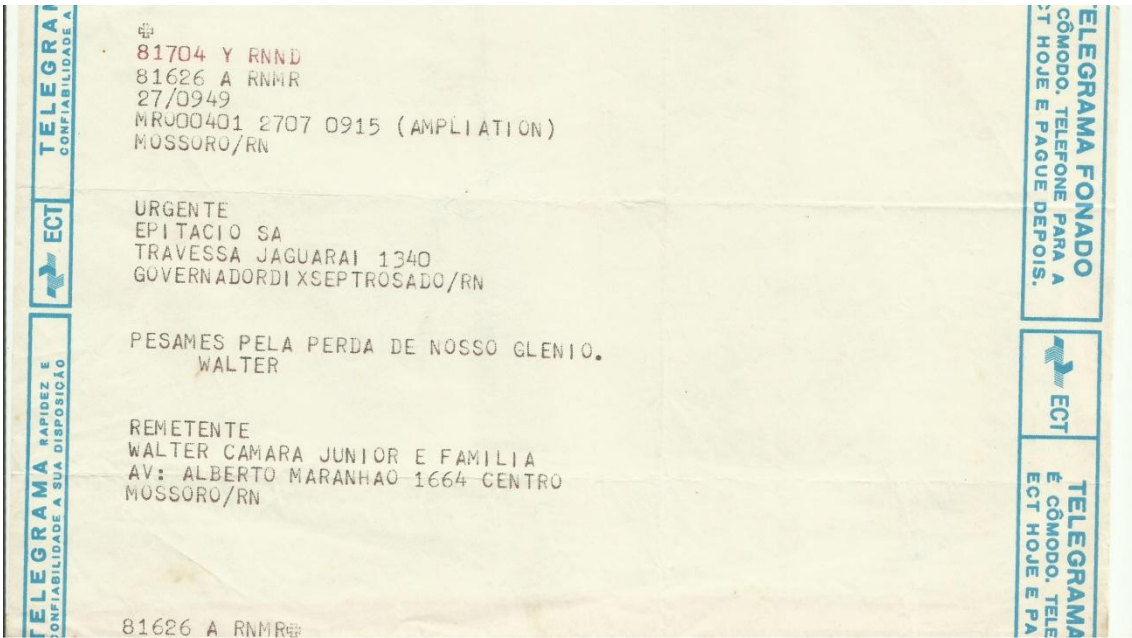 81704 Y RNND
81626 A RNMR
27/0949
MRJ00401 2707 0915 (AMPLIATION)
MOSSORO/RN
URGENTE
EPITACIO SA
TRAVESSA JAGUARAI 1340
GOVERNADORDIXSEPTROSADO/RN
PESAMES PELA PERDA DE NOSSO GLENIO.
WALTER
REMETENTE
WALTER CAMARA JUNIOR E FAMILIA
AV: ALBERTO MARANHAO 1664 CENTRO
MOSSORO/RN
81626 A RNMR
TELEGRA
CONFIABILIDADE A
ECT
TELEGRAMA RAPIDEZ E
CONFIABILIDADE A SUA DISPOSIÇÃO
TELEGRAMA FONADO
CÔMODO. TELEFONE PARA A
CT HOJE E PAGUE DEPOIS.
ECT
TELEGRAMA
É CÔMODO. TELE
ECT HOJE E PA